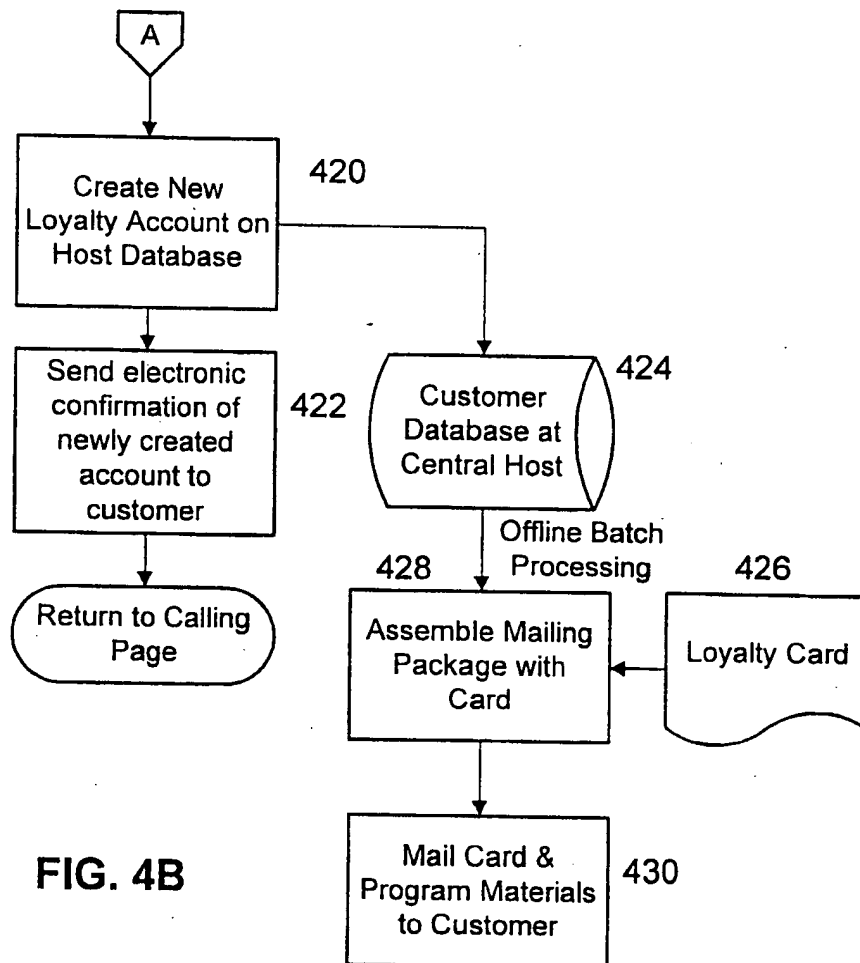 A
Create New
Loyalty Account on
Host Database
420
Send electronic
confirmation of
newly created
account to
customer
422
Customer
Database at
Central Host
424
Offline Batch
Processing
Return to Calling
Page
428
426
Assemble Mailing
Package with
Card
Loyalty Card
Mail Card &
Program Materials
to Customer
430
FIG. 4B